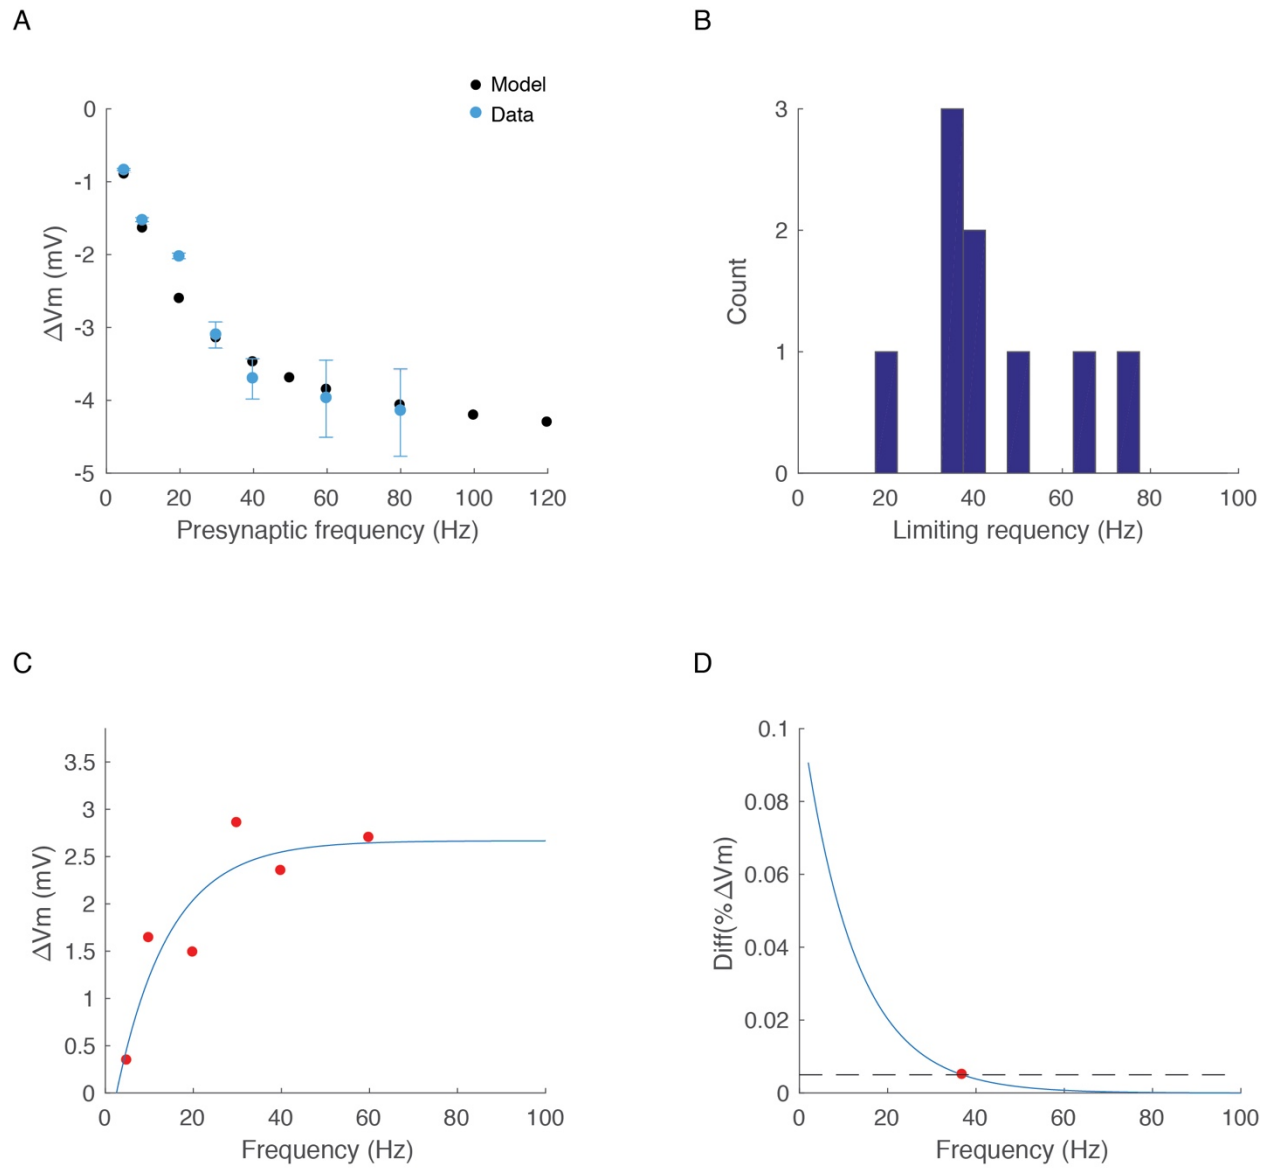 A
Model
Data
0
-1
-2
-3
-4
-5
ΔVm (mV)
0 20 40 60 80 100 120
Presynaptic frequency (Hz)
B
3
2
1
0
Count
0 20 40 60 80 100
Limiting requency (Hz)
C
3.5
3
2.5
2
1.5
1
0.5
0
ΔVm (mV)
0 20 40 60 80 100
Frequency (Hz)
D
0.1
0.08
0.06
0.04
0.02
0
Diff(% ΔVm)
0 20 40 60 80 100
Frequency (Hz)